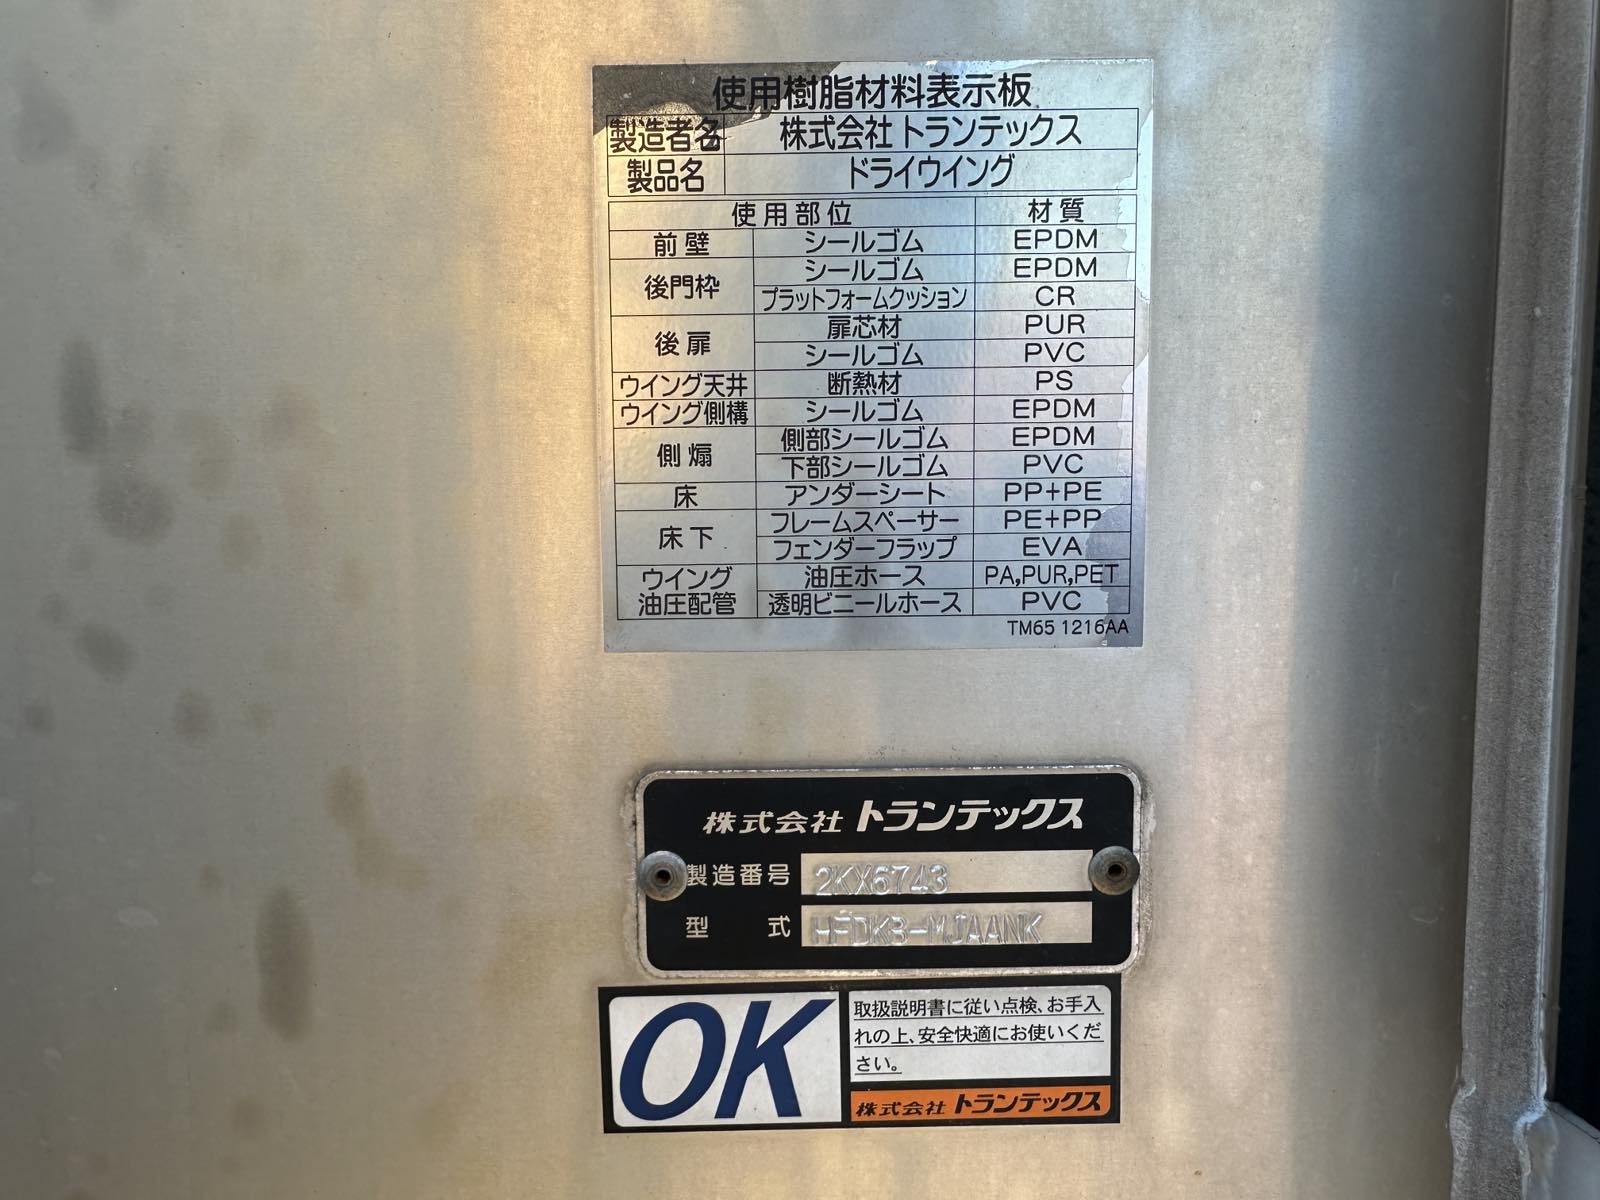 使用樹脂材料表示板
製造者名 株式会社トランテックス
製品名 ドライウイング
使用部位 材質
前壁 シールゴム EPDM
後門枠 シールゴム EPDM
プラットフォームクッション CR
後扉 扉芯材 PUR
シールゴム PVC
ウイング天井 断熱材 PS
ウイング側構 シールゴム EPDM
側煽 側部シールゴム EPDM
下部シールゴム PVC
床 アンダーシート PP+PE
床下 フレームスペーサー PE+PP
フェンダーフラップ EVA
ウイング 油圧ホース PA,PUR,PET
油圧配管 透明ビニールホース PVC
TM65 1216AA
株式会社トランテックス
製造番号 2KX6743
型式 HFDKB-MJAANK
OK
取扱説明書に従い点検、お手入
れの上、安全快適にお使いくだ
さい。
株式会社トランテックス